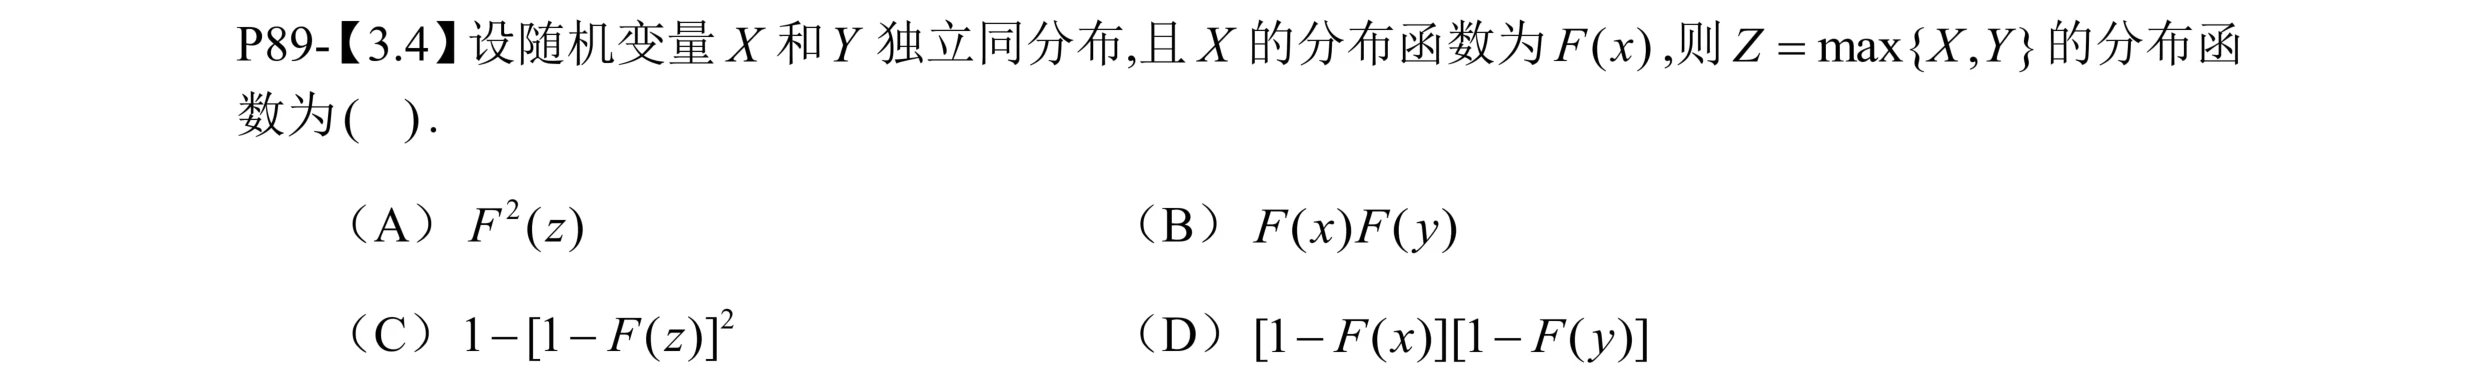 P89-【3.4】设随机变量 X 和 Y 独立同分布,且 X 的分布函数为 F(x),则 Z = max{X,Y} 的分布函
数为(   ).
（A） F²(z) （B） F(x)F(y)
（C） 1−[1−F(z)]² （D） [1−F(x)][1−F(y)]